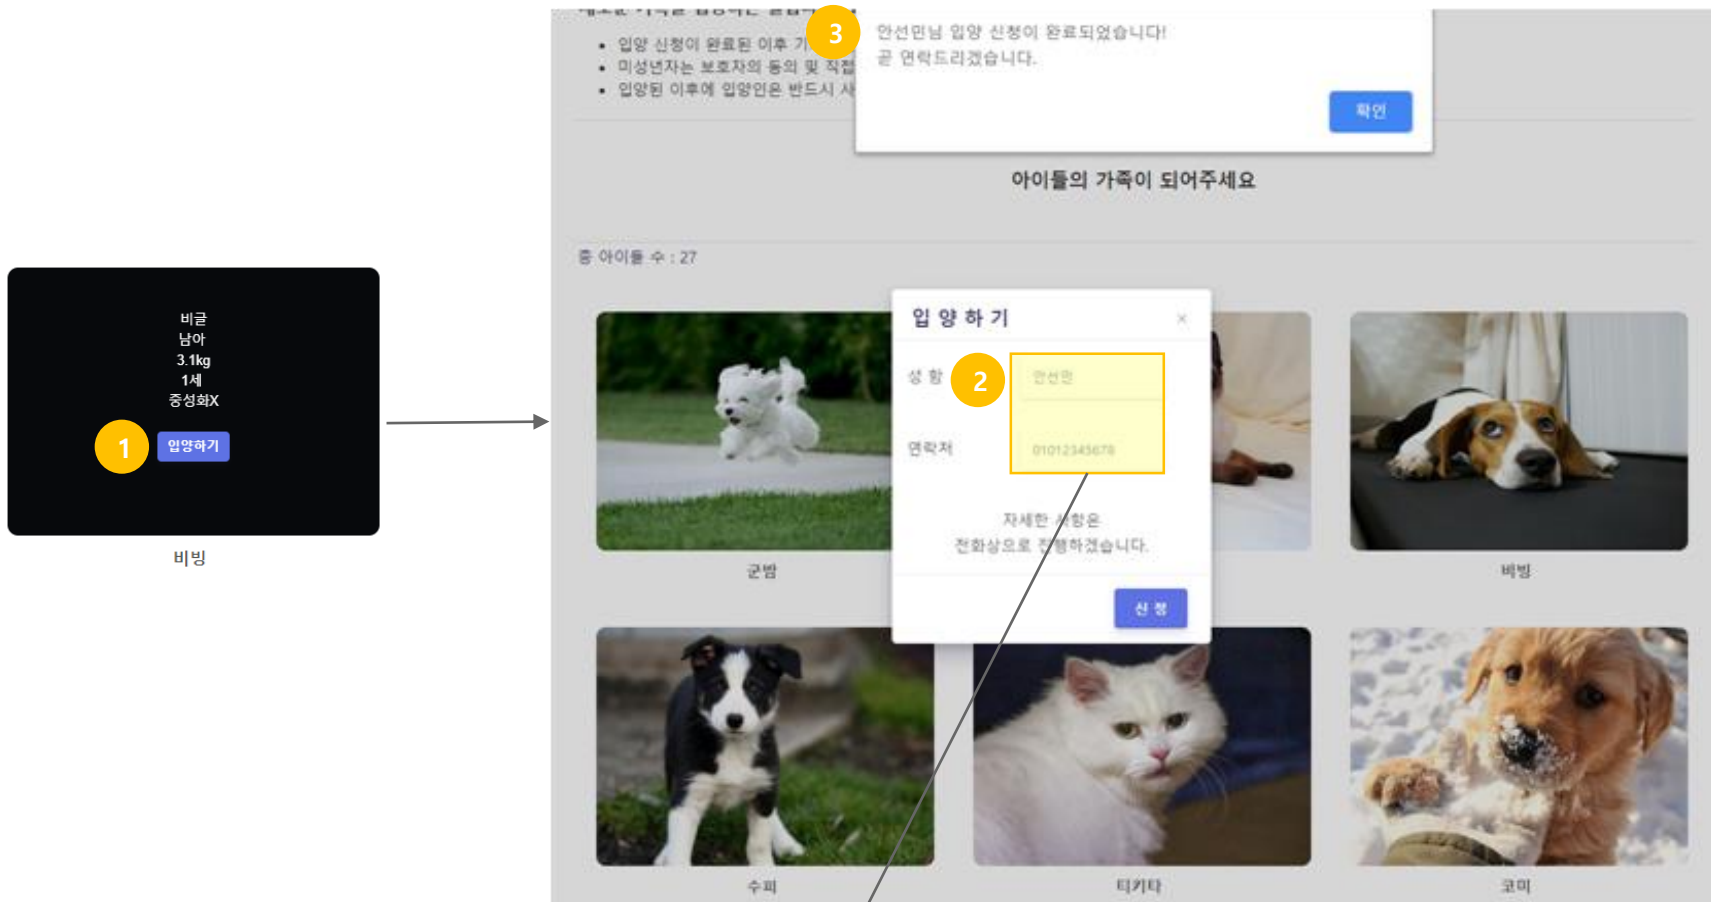 비글
남아
3.1kg
1세
중성화X
1
입양하기
비빙
입양 신청이 완료된 이후
미성년자는 보호자의 동의 및 직접
입양된 이후에 입양인은 반드시
3
안선민님 입양 신청이 완료되었습니다!
곧 연락드리겠습니다.
확인
아이들의 가족이 되어주세요
총 아이들 수 : 27
입 양 하 기
×
성 함
2
안선민
연락처
01012345678
자세한 사항은
전화상으로 진행하겠습니다.
신 청
군밤
비빙
수피
티키타
코미